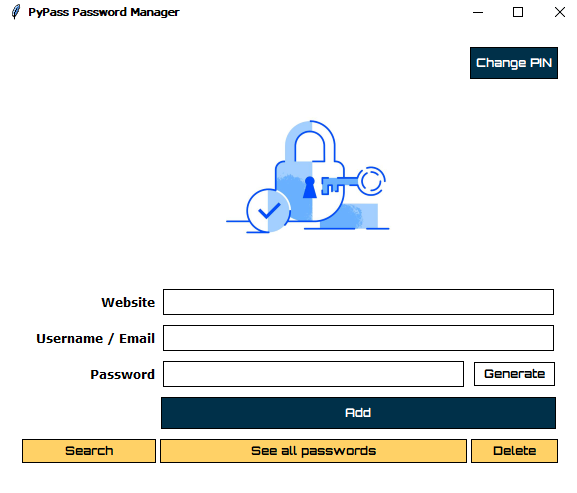 PyPass Password Manager
Change PIN
Website
Username / Email
Password
Generate
Add
Search
See all passwords
Delete